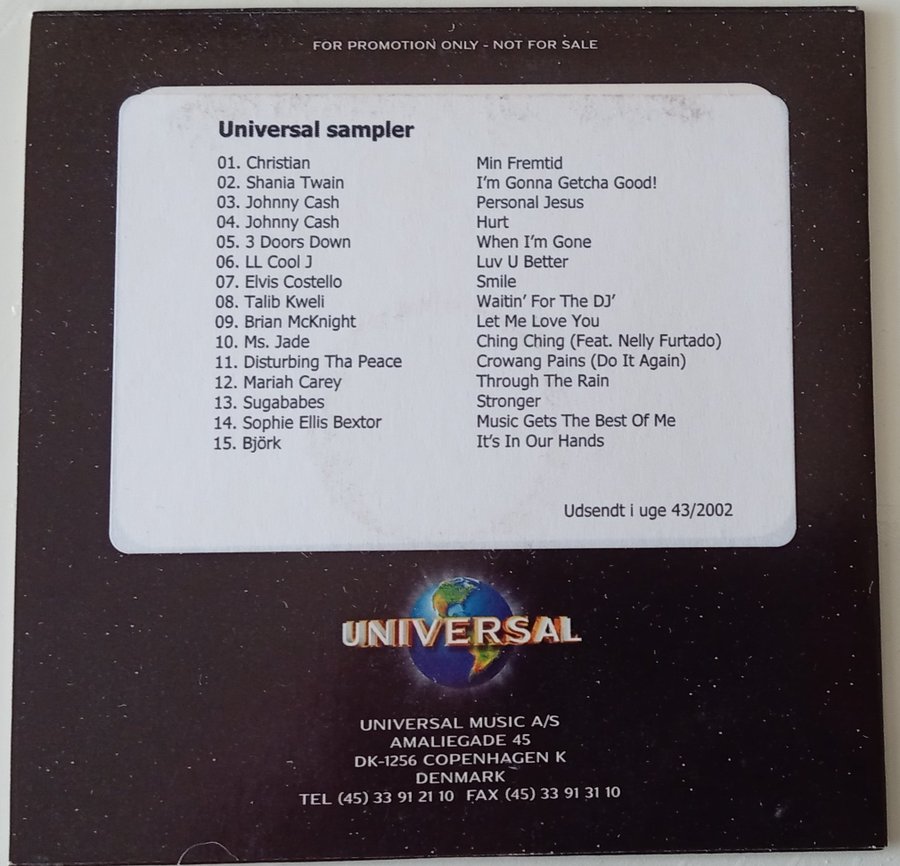 FOR PROMOTION ONLY - NOT FOR SALE
Universal sampler
01. Christian Min Fremtid
02. Shania Twain I'm Gonna Getcha Good!
03. Johnny Cash Personal Jesus
04. Johnny Cash Hurt
05. 3 Doors Down When I'm Gone
06. LL Cool J Luv U Better
07. Elvis Costello Smile
08. Talib Kweli Waitin' For The DJ'
09. Brian McKnight Let Me Love You
10. Ms. Jade Ching Ching (Feat. Nelly Furtado)
11. Disturbing Tha Peace Crowang Pains (Do It Again)
12. Mariah Carey Through The Rain
13. Sugababes Stronger
14. Sophie Ellis Bextor Music Gets The Best Of Me
15. Björk It's In Our Hands
Udsendt i uge 43/2002
UNIVERSAL
UNIVERSAL MUSIC A/S
AMALIEGADE 45
DK-1256 COPENHAGEN K
DENMARK
TEL (45) 33 91 21 10 FAX (45) 33 91 31 10